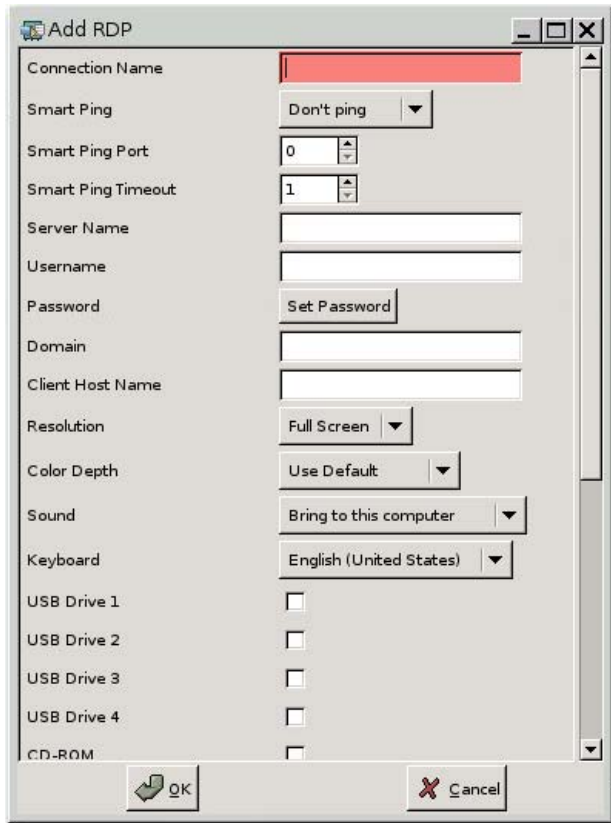 Add RDP
Connection Name
Smart Ping Don't ping
Smart Ping Port 0
Smart Ping Timeout 1
Server Name
Username
Password Set Password
Domain
Client Host Name
Resolution Full Screen
Color Depth Use Default
Sound Bring to this computer
Keyboard English (United States)
USB Drive 1
USB Drive 2
USB Drive 3
USB Drive 4
CD-ROM
OK Cancel